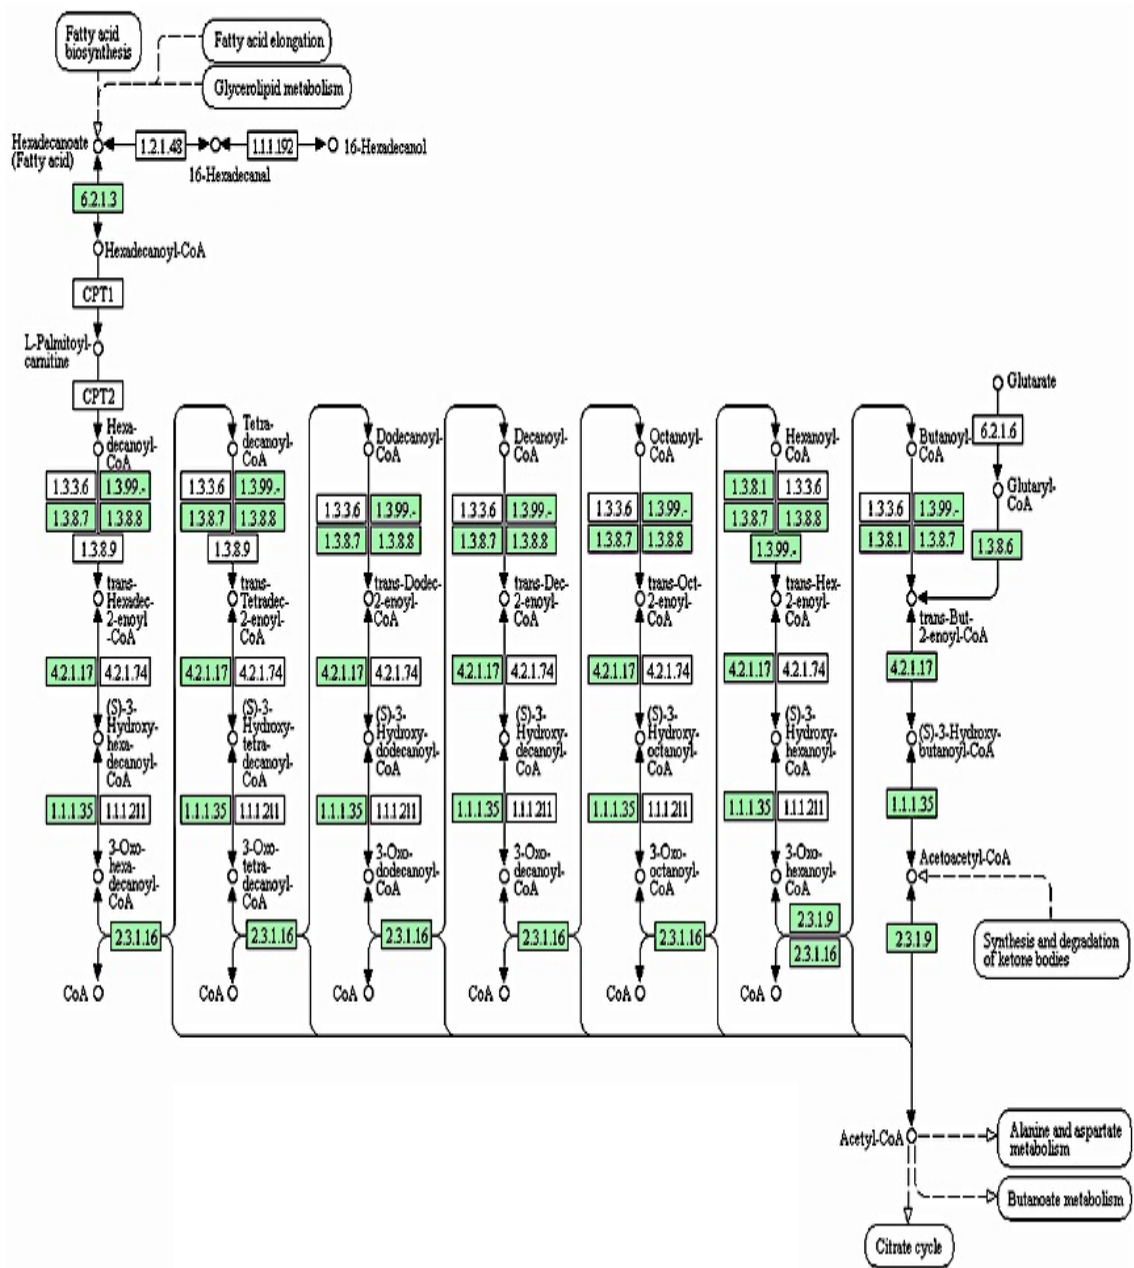 Fatty acid
biosynthesis
Fatty acid elongation
Glycerolipid metabolism
Hexadecanoate
(Fatty acid)
1.2.1.48
1.1.1.192
16-Hexadecanol
16-Hexadecanal
6.2.1.3
Hexadecanoyl-CoA
CPT1
L-Palmitoyl-
carnitine
CPT2
Glutarate
6.2.1.6
Glutaryl-
CoA
1.3.8.6
Hexa-
decanoyl-
CoA
1.3.3.6 1.3.99.-
1.3.8.7 1.3.8.8
1.3.8.9
trans-
Hexadec-
2-enoyl
-CoA
4.2.1.17 4.2.1.74
(S)-3-
Hydroxy-
hexa-
decanoyl-
CoA
1.1.1.35 1.1.1.211
3-Oxo-
hexa-
decanoyl-
CoA
2.3.1.16
CoA
Tetra-
decanoyl-
CoA
1.3.3.6 1.3.99.-
1.3.8.7 1.3.8.8
1.3.8.9
trans-
Tetradec-
2-enoyl-
CoA
4.2.1.17 4.2.1.74
(S)-3-
Hydroxy-
tetra-
decanoyl-
CoA
1.1.1.35 1.1.1.211
3-Oxo-
tetra-
decanoyl-
CoA
2.3.1.16
CoA
Dodecanoyl-
CoA
1.3.3.6 1.3.99.-
1.3.8.7 1.3.8.8
trans-Dodec-
2-enoyl-
CoA
4.2.1.17 4.2.1.74
(S)-3-
Hydroxy-
dodecanoyl-
CoA
1.1.1.35 1.1.1.211
3-Oxo-
dodecanoyl-
CoA
2.3.1.16
CoA
Decanoyl-
CoA
1.3.3.6 1.3.99.-
1.3.8.7 1.3.8.8
trans-Dec-
2-enoyl-
CoA
4.2.1.17 4.2.1.74
(S)-3-
Hydroxy-
decanoyl-
CoA
1.1.1.35 1.1.1.211
3-Oxo-
decanoyl-
CoA
2.3.1.16
CoA
Octanoyl-
CoA
1.3.3.6 1.3.99.-
1.3.8.7 1.3.8.8
trans-Oct-
2-enoyl-
CoA
4.2.1.17 4.2.1.74
(S)-3-
Hydroxy-
octanoyl-
CoA
1.1.1.35 1.1.1.211
3-Oxo-
octanoyl-
CoA
2.3.1.16
CoA
Hexanoyl-
CoA
1.3.8.1 1.3.3.6
1.3.8.7 1.3.8.8
1.3.99.-
trans-Hex-
2-enoyl-
CoA
4.2.1.17 4.2.1.74
(S)-3-
Hydroxy-
hexanoyl-
CoA
1.1.1.35 1.1.1.211
3-Oxo-
hexanoyl-
CoA
2.3.1.9
2.3.1.16
CoA
Butanoyl-
CoA
1.3.3.6 1.3.99.-
1.3.8.1 1.3.8.7
trans-But-
2-enoyl-CoA
4.2.1.17
(S)-3-Hydroxy-
butanoyl-CoA
1.1.1.35
Acetoacetyl-CoA
2.3.1.9
Synthesis and degradation
of ketone bodies
Acetyl-CoA
Alanine and aspartate
metabolism
Butanoate metabolism
Citrate cycle